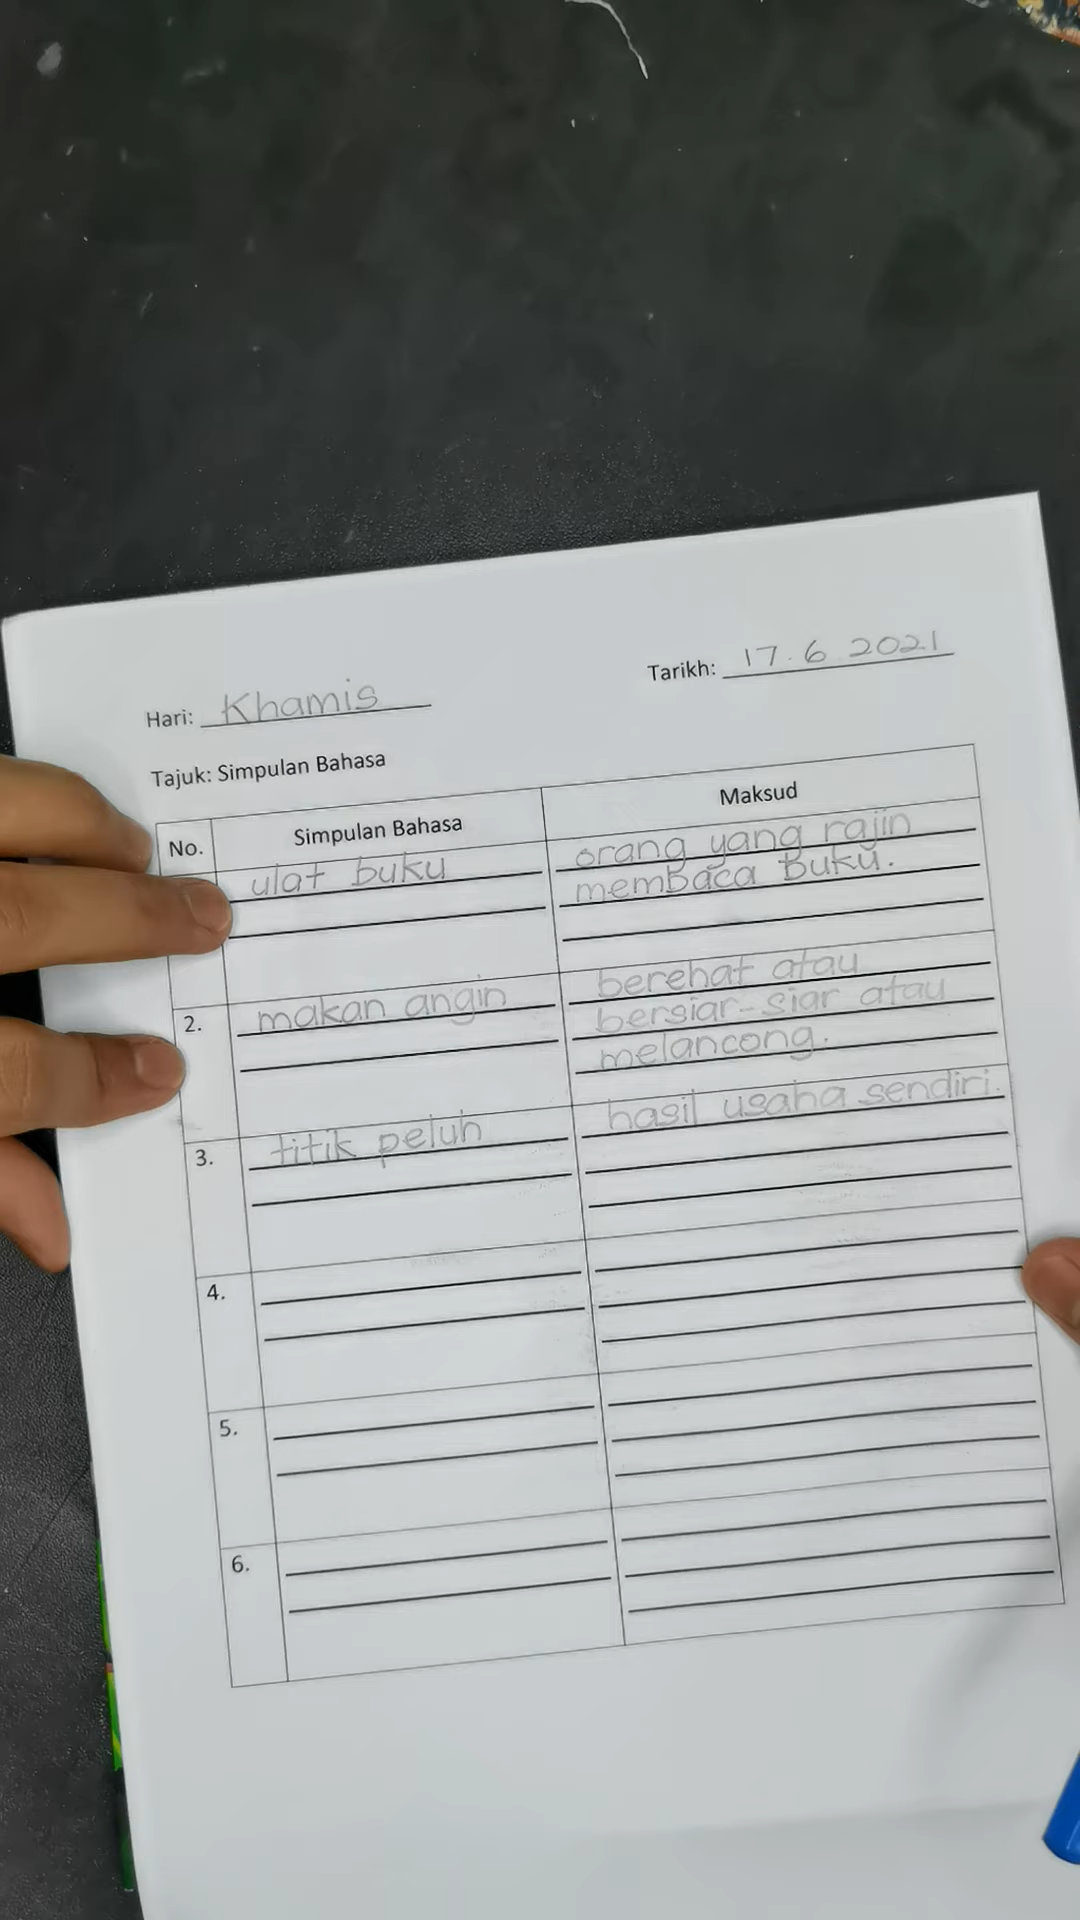 Hari: Khamis
Tarikh: 17.6 2021
Tajuk: Simpulan Bahasa
No. Simpulan Bahasa Maksud
ulat buku
orang yang rajin
membaca buku.
2. makan angin
berehat atau
bersiar-siar atau
melancong.
3. titik peluh
hasil usaha sendiri.
4.
5.
6.